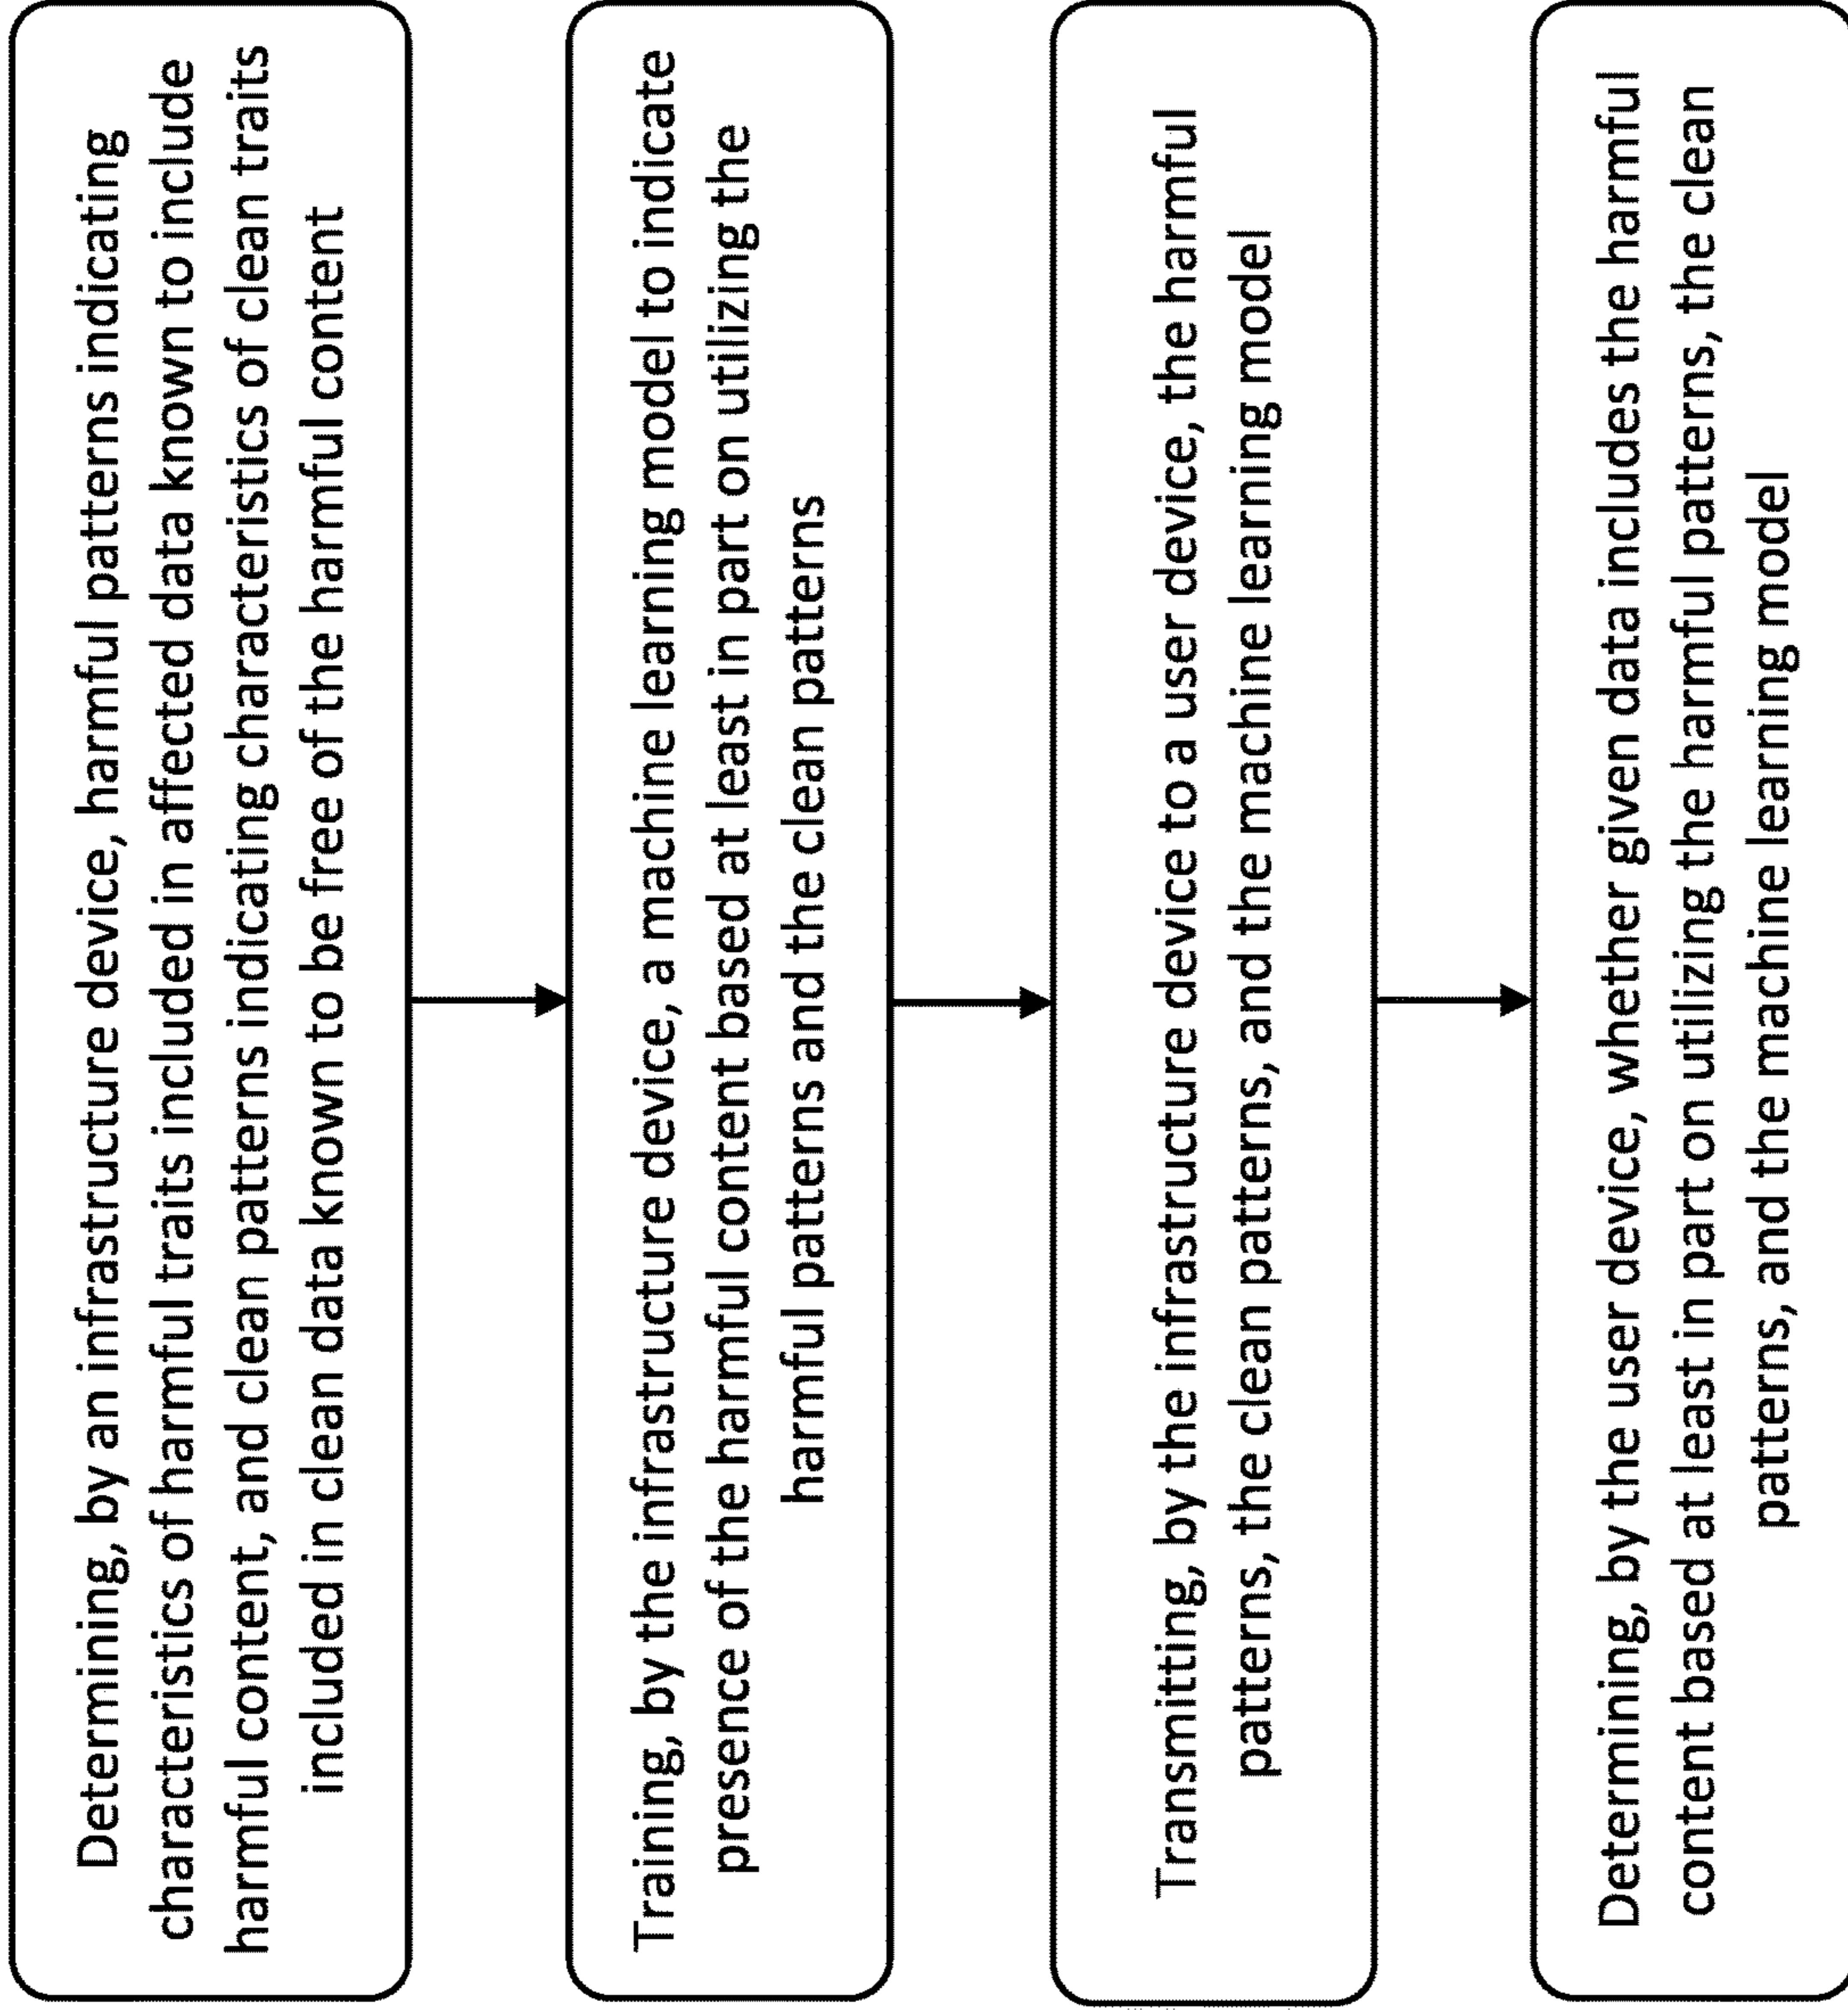 Determining, by an infrastructure device, harmful patterns indicating
characteristics of harmful traits included in affected data known to include
harmful content, and clean patterns indicating characteristics of clean traits
included in clean data known to be free of the harmful content
Training, by the infrastructure device, a machine learning model to indicate
presence of the harmful content based at least in part on utilizing the
harmful patterns and the clean patterns
Transmitting, by the infrastructure device to a user device, the harmful
patterns, the clean patterns, and the machine learning model
Determining, by the user device, whether given data includes the harmful
content based at least in part on utilizing the harmful patterns, the clean
patterns, and the machine learning model